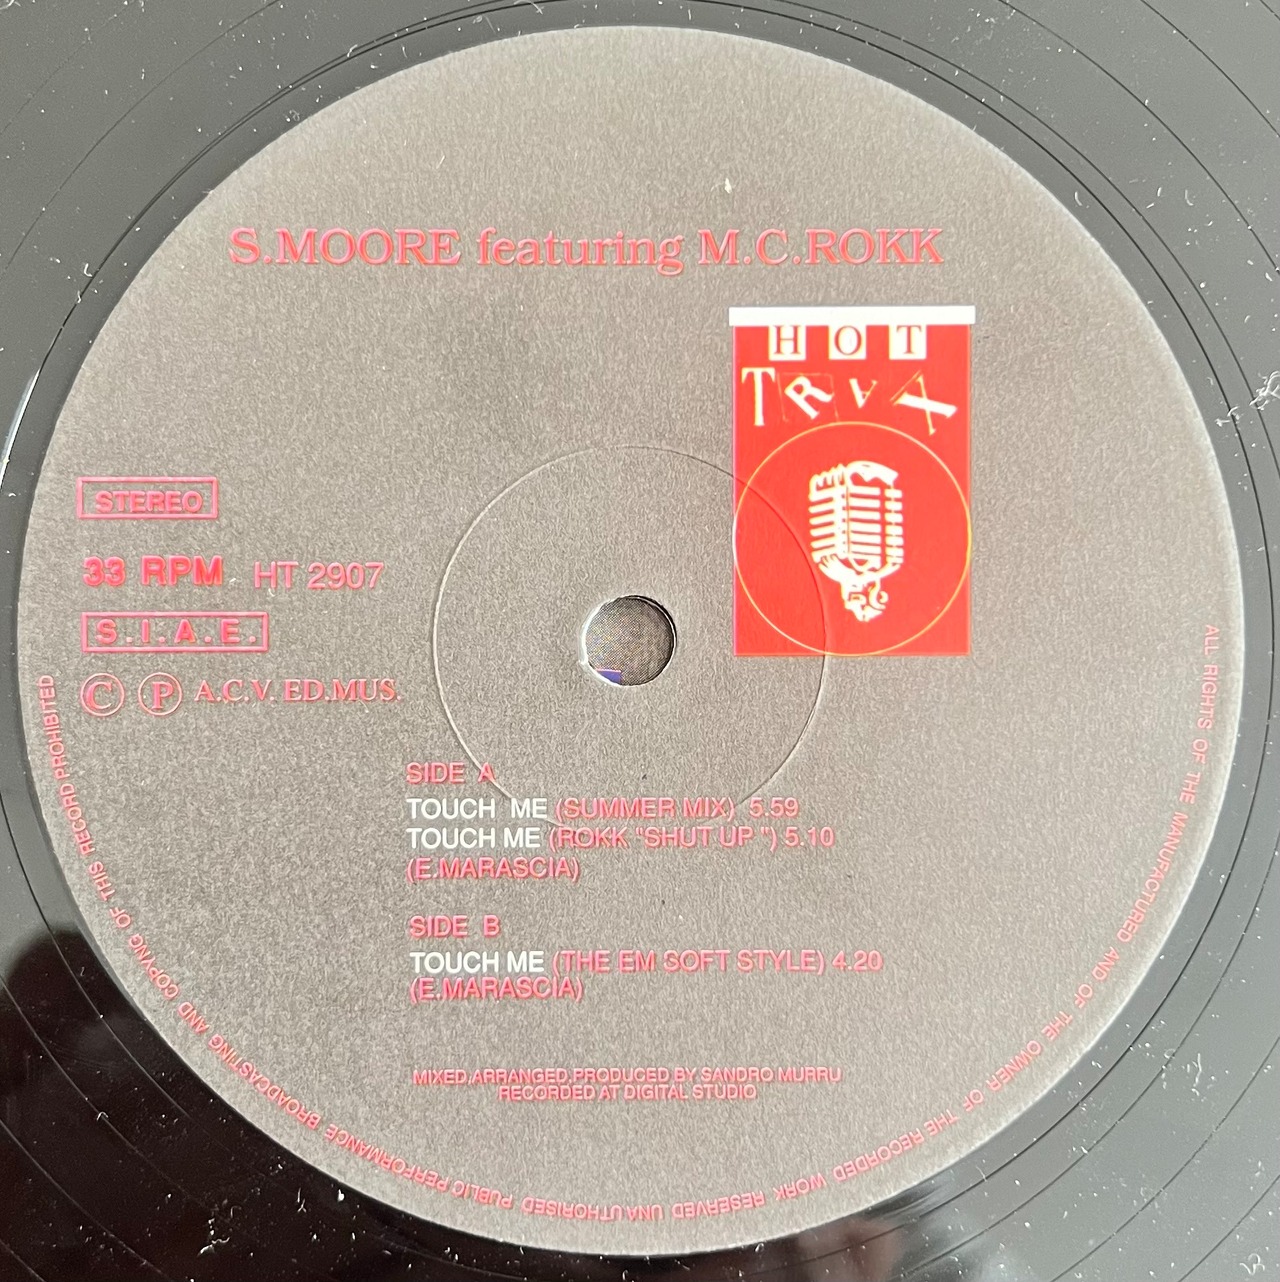 S.MOORE featuring M.C.ROKK
HOT
TRAX
STEREO
33 RPM HT 2907
S.I.A.E.
C P A.C.V. ED.MUS.
SIDE A
TOUCH ME (SUMMER MIX) 5.59
TOUCH ME (ROKK "SHUT UP ") 5.10
(E.MARASCIA)
SIDE B
TOUCH ME (THE EM SOFT STYLE) 4.20
(E.MARASCIA)
MIXED,ARRANGED,PRODUCED BY SANDRO MURRU
RECORDED AT DIGITAL STUDIO
ALL RIGHTS OF THE MANUFACTURED AND OF THE OWNER OF THE RECORDED WORK RESERVED UNAUTHORISED PUBLIC PERFORMANCE BROADCASTING AND COPYNG OF THIS RECORD PROHIBITED